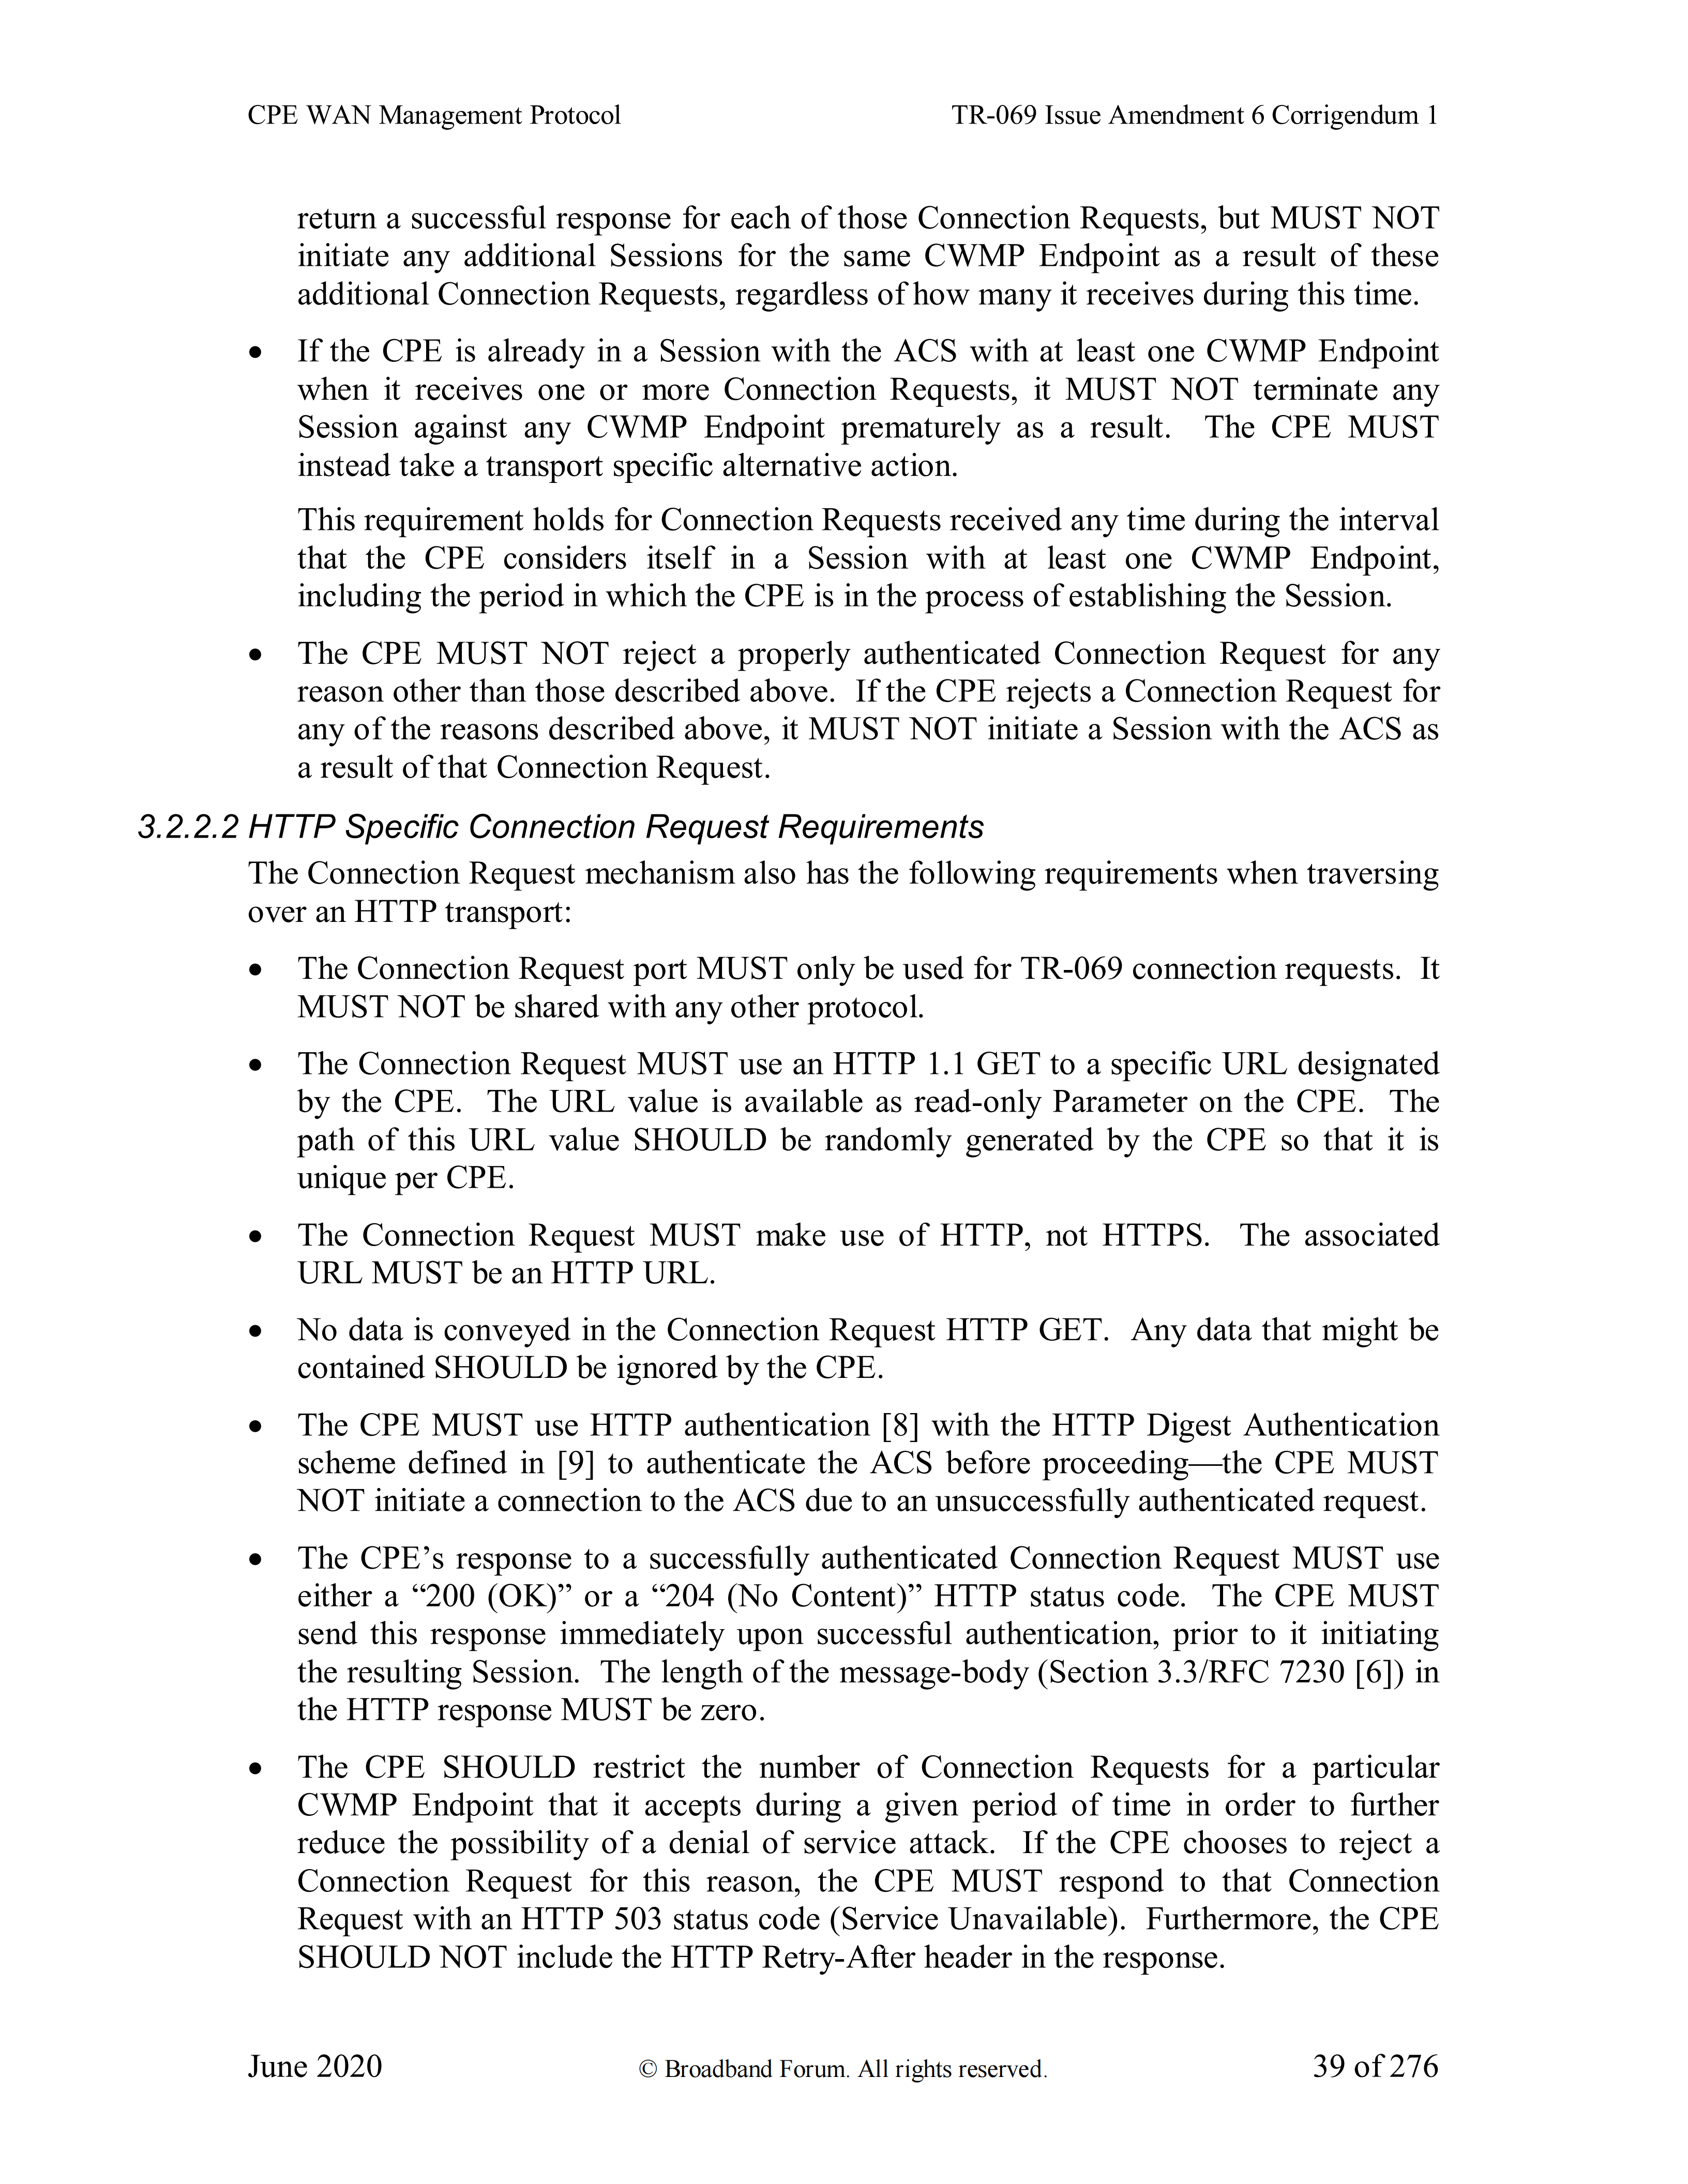 CPE WAN Management Protocol TR-069 Issue Amendment 6 Corrigendum 1
return a successful response for each of those Connection Requests, but MUST NOT
initiate any additional Sessions for the same CWMP Endpoint as a result of these
additional Connection Requests, regardless of how many it receives during this time.
• If the CPE is already in a Session with the ACS with at least one CWMP Endpoint
when it receives one or more Connection Requests, it MUST NOT terminate any
Session against any CWMP Endpoint prematurely as a result. The CPE MUST
instead take a transport specific alternative action.
This requirement holds for Connection Requests received any time during the interval
that the CPE considers itself in a Session with at least one CWMP Endpoint,
including the period in which the CPE is in the process of establishing the Session.
• The CPE MUST NOT reject a properly authenticated Connection Request for any
reason other than those described above. If the CPE rejects a Connection Request for
any of the reasons described above, it MUST NOT initiate a Session with the ACS as
a result of that Connection Request.
3.2.2.2 HTTP Specific Connection Request Requirements
The Connection Request mechanism also has the following requirements when traversing
over an HTTP transport:
• The Connection Request port MUST only be used for TR-069 connection requests. It
MUST NOT be shared with any other protocol.
• The Connection Request MUST use an HTTP 1.1 GET to a specific URL designated
by the CPE. The URL value is available as read-only Parameter on the CPE. The
path of this URL value SHOULD be randomly generated by the CPE so that it is
unique per CPE.
• The Connection Request MUST make use of HTTP, not HTTPS. The associated
URL MUST be an HTTP URL.
• No data is conveyed in the Connection Request HTTP GET. Any data that might be
contained SHOULD be ignored by the CPE.
• The CPE MUST use HTTP authentication [8] with the HTTP Digest Authentication
scheme defined in [9] to authenticate the ACS before proceeding—the CPE MUST
NOT initiate a connection to the ACS due to an unsuccessfully authenticated request.
• The CPE’s response to a successfully authenticated Connection Request MUST use
either a “200 (OK)” or a “204 (No Content)” HTTP status code. The CPE MUST
send this response immediately upon successful authentication, prior to it initiating
the resulting Session. The length of the message-body (Section 3.3/RFC 7230 [6]) in
the HTTP response MUST be zero.
• The CPE SHOULD restrict the number of Connection Requests for a particular
CWMP Endpoint that it accepts during a given period of time in order to further
reduce the possibility of a denial of service attack. If the CPE chooses to reject a
Connection Request for this reason, the CPE MUST respond to that Connection
Request with an HTTP 503 status code (Service Unavailable). Furthermore, the CPE
SHOULD NOT include the HTTP Retry-After header in the response.
June 2020 © Broadband Forum. All rights reserved. 39 of 276